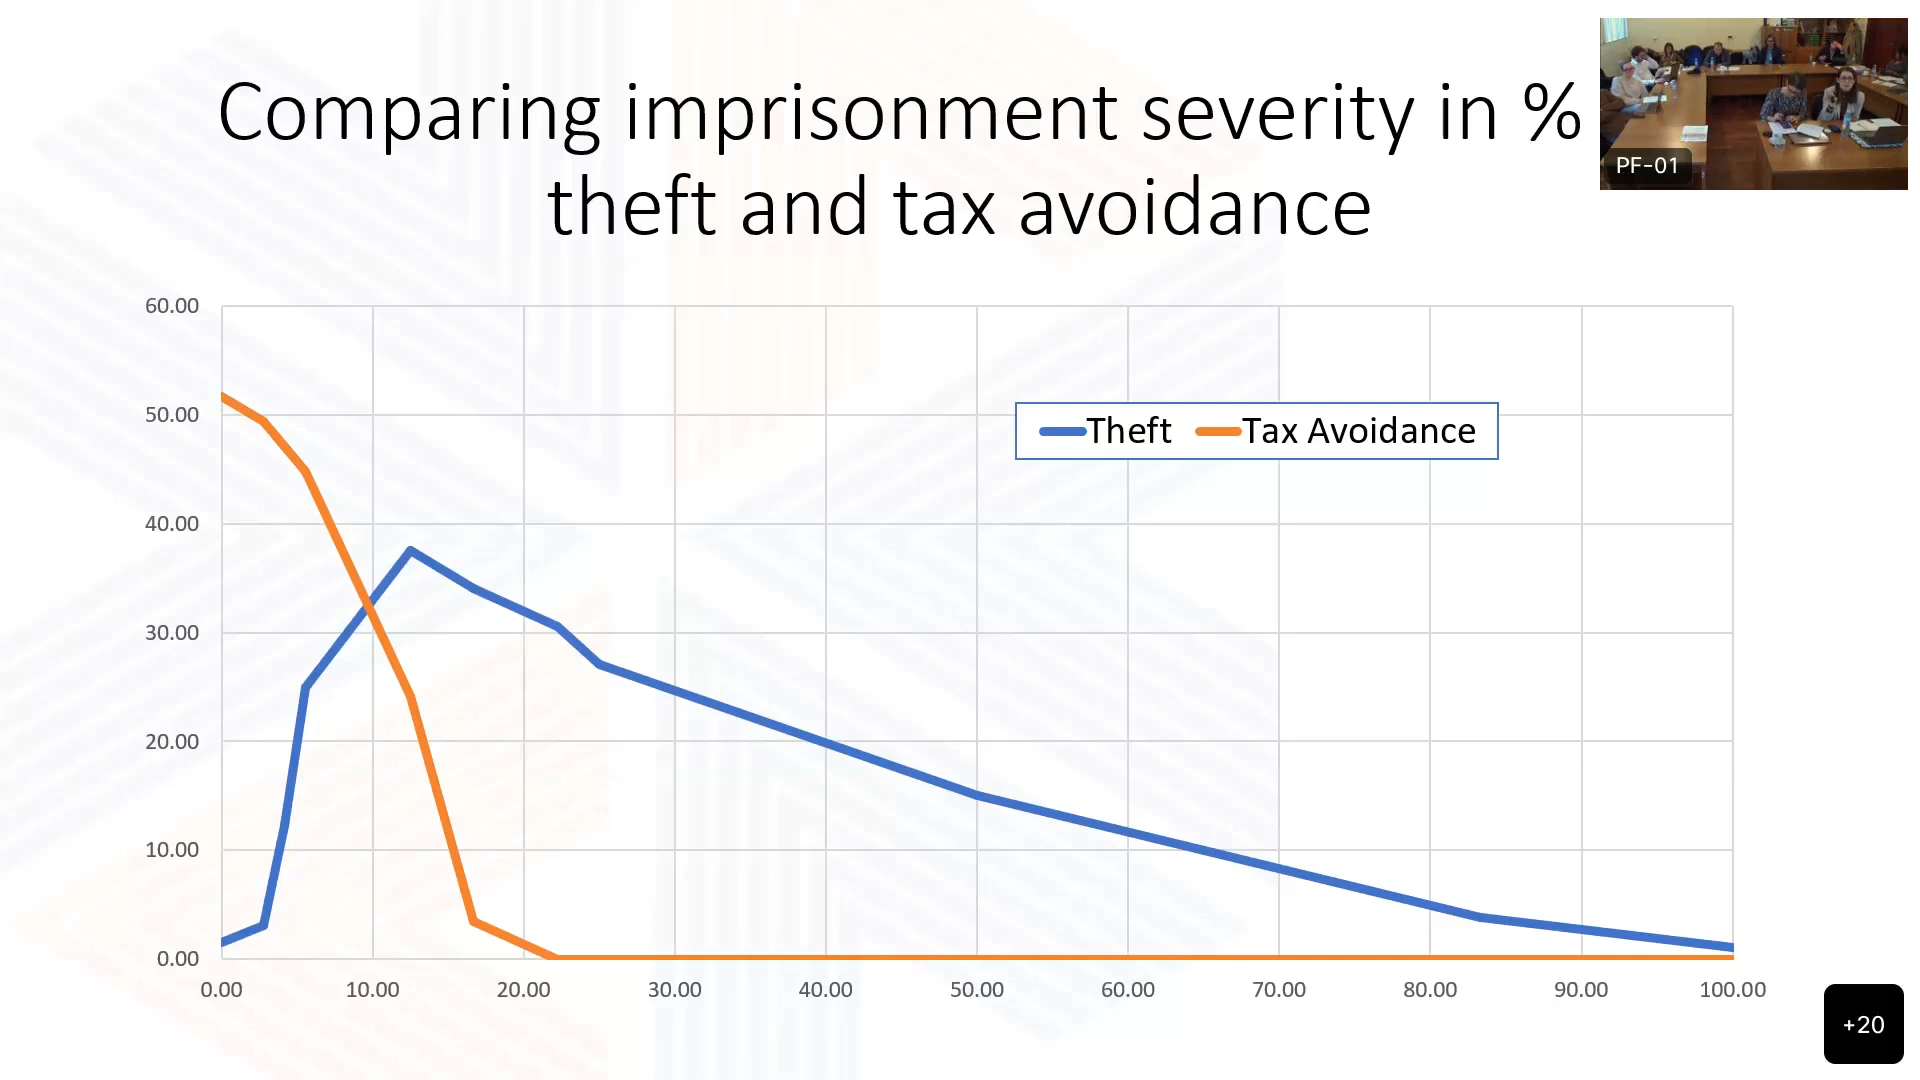 Comparing imprisonment severity in %
theft and tax avoidance
PF-01
60.00
50.00
40.00
30.00
20.00
10.00
0.00
Theft Tax Avoidance
0.00 10.00 20.00 30.00 40.00 50.00 60.00 70.00 80.00 90.00 100.00
+20